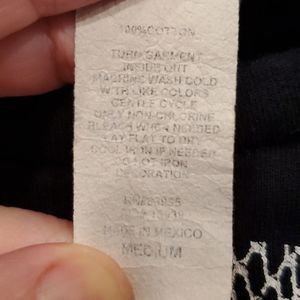 100% COTTON
TURN GARMENT
INSIDE OUT
MACHINE WASH COLD
WITH LIKE COLORS
GENTLE CYCLE
ONLY NON-CHLORINE
BLEACH WHEN NEEDED
LAY FLAT TO DRY
COOL IRON IF NEEDED
DO NOT IRON
DECORATION
MADE IN MEXICO
MEDIUM